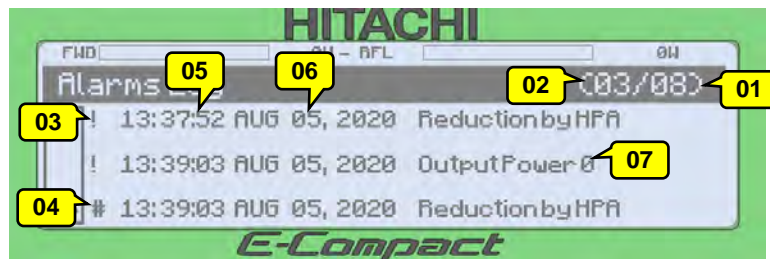 HITACHI
FWD 0W - RFL 0W
05 06
Alarms Log 02 (03/08) 01
03 ! 13:37:52 AUG 05, 2020 Reduction by HPA
! 13:39:03 AUG 05, 2020 Output Power 0 07
04 # 13:39:03 AUG 05, 2020 Reduction by HPA
E-Compact